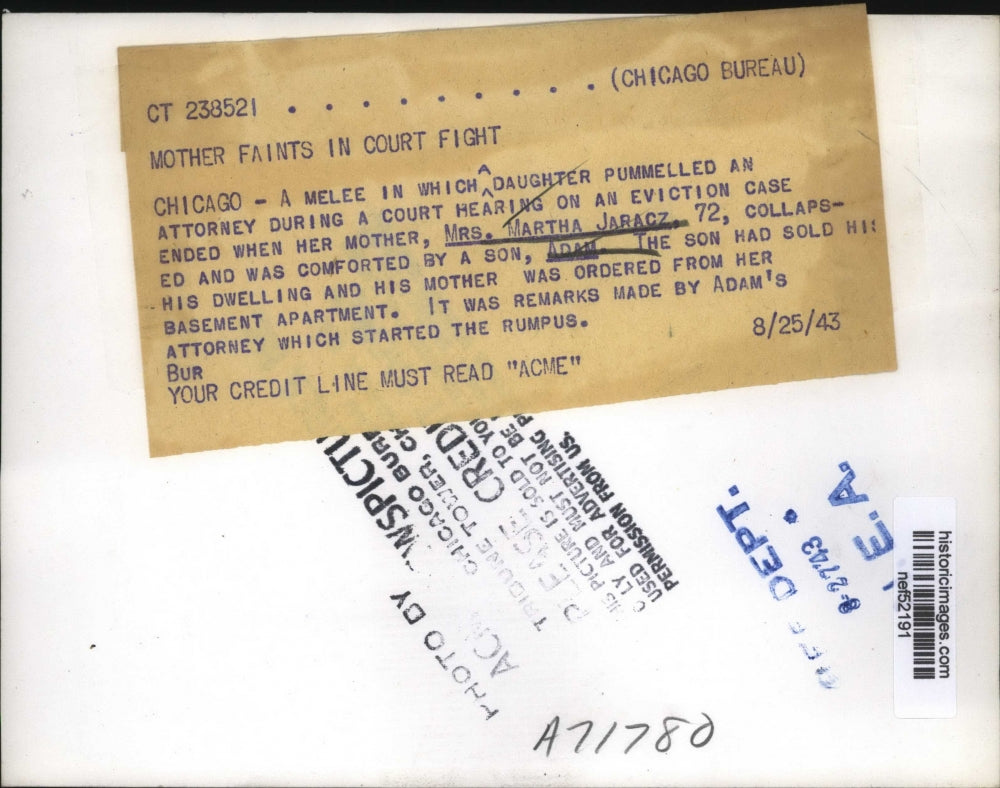 CT 238521 . . . . . . . . . . (CHICAGO BUREAU)
MOTHER FAINTS IN COURT FIGHT
CHICAGO - A MELEE IN WHICH ^ DAUGHTER PUMMELLED AN
ATTORNEY DURING A COURT HEARING ON AN EVICTION CASE
ENDED WHEN HER MOTHER, MRS. MARTHA JARACZ, 72, COLLAPS-
ED AND WAS COMFORTED BY A SON, ADAM. THE SON HAD SOLD HIS
HIS DWELLING AND HIS MOTHER WAS ORDERED FROM HER
BASEMENT APARTMENT. IT WAS REMARKS MADE BY ADAM'S
ATTORNEY WHICH STARTED THE RUMPUS.
8/25/43
BUR
YOUR CREDIT LINE MUST READ "ACME"
PHOTO BY
CHICAGO
TOWER,
PLEASE
PICTURE IS SOLD TO YOU
LY AND MUST NOT BE
USED FOR ADVERTISING
PERMISSION FROM US.
DEPT.
8-2743
E.A.
historicimages.com
nef52191
A71780